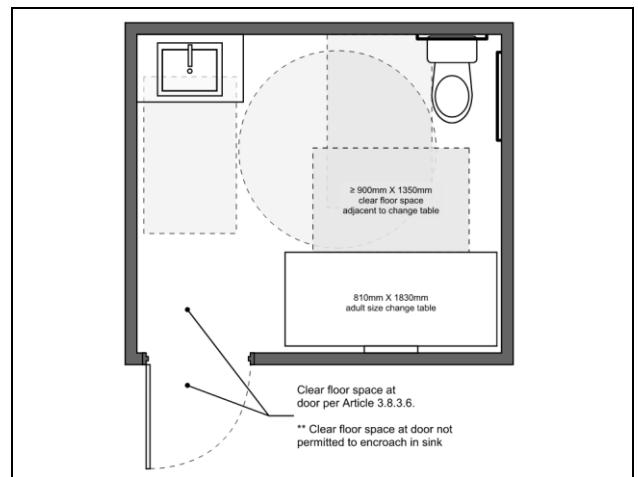 ≥ 900mm X 1350mm
clear floor space
adjacent to change table
810mm X 1830mm
adult size change table
Clear floor space at
door per Article 3.8.3.6.
** Clear floor space at door not
permitted to encroach in sink